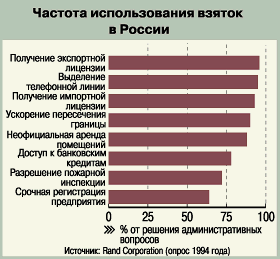 Частота использования взяток
в России
Получение экспортной
лицензии
Выделение
телефонной линии
Получение импортной
лицензии
Ускорение пересечения
границы
Неофициальная аренда
помещений
Доступ к банковским
кредитам
Разрешение пожарной
инспекции
Срочная регистрация
предприятия
0 25 50 75 100
% от решения административных
вопросов
Источник: Rand Corporation (опрос 1994 года)